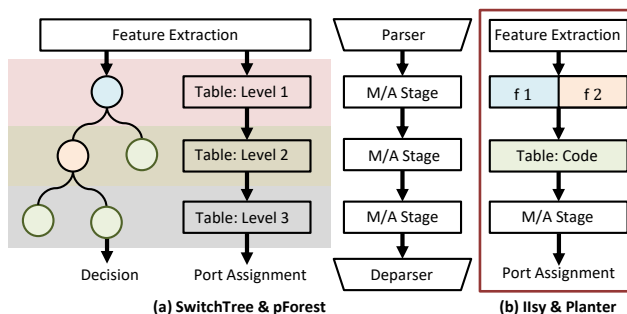 Feature Extraction
Parser
Feature Extraction
Table: Level 1
M/A Stage
f 1
f 2
Table: Level 2
M/A Stage
Table: Code
Table: Level 3
M/A Stage
M/A Stage
Decision
Port Assignment
Deparser
Port Assignment
(a) SwitchTree & pForest
(b) IIsy & Planter